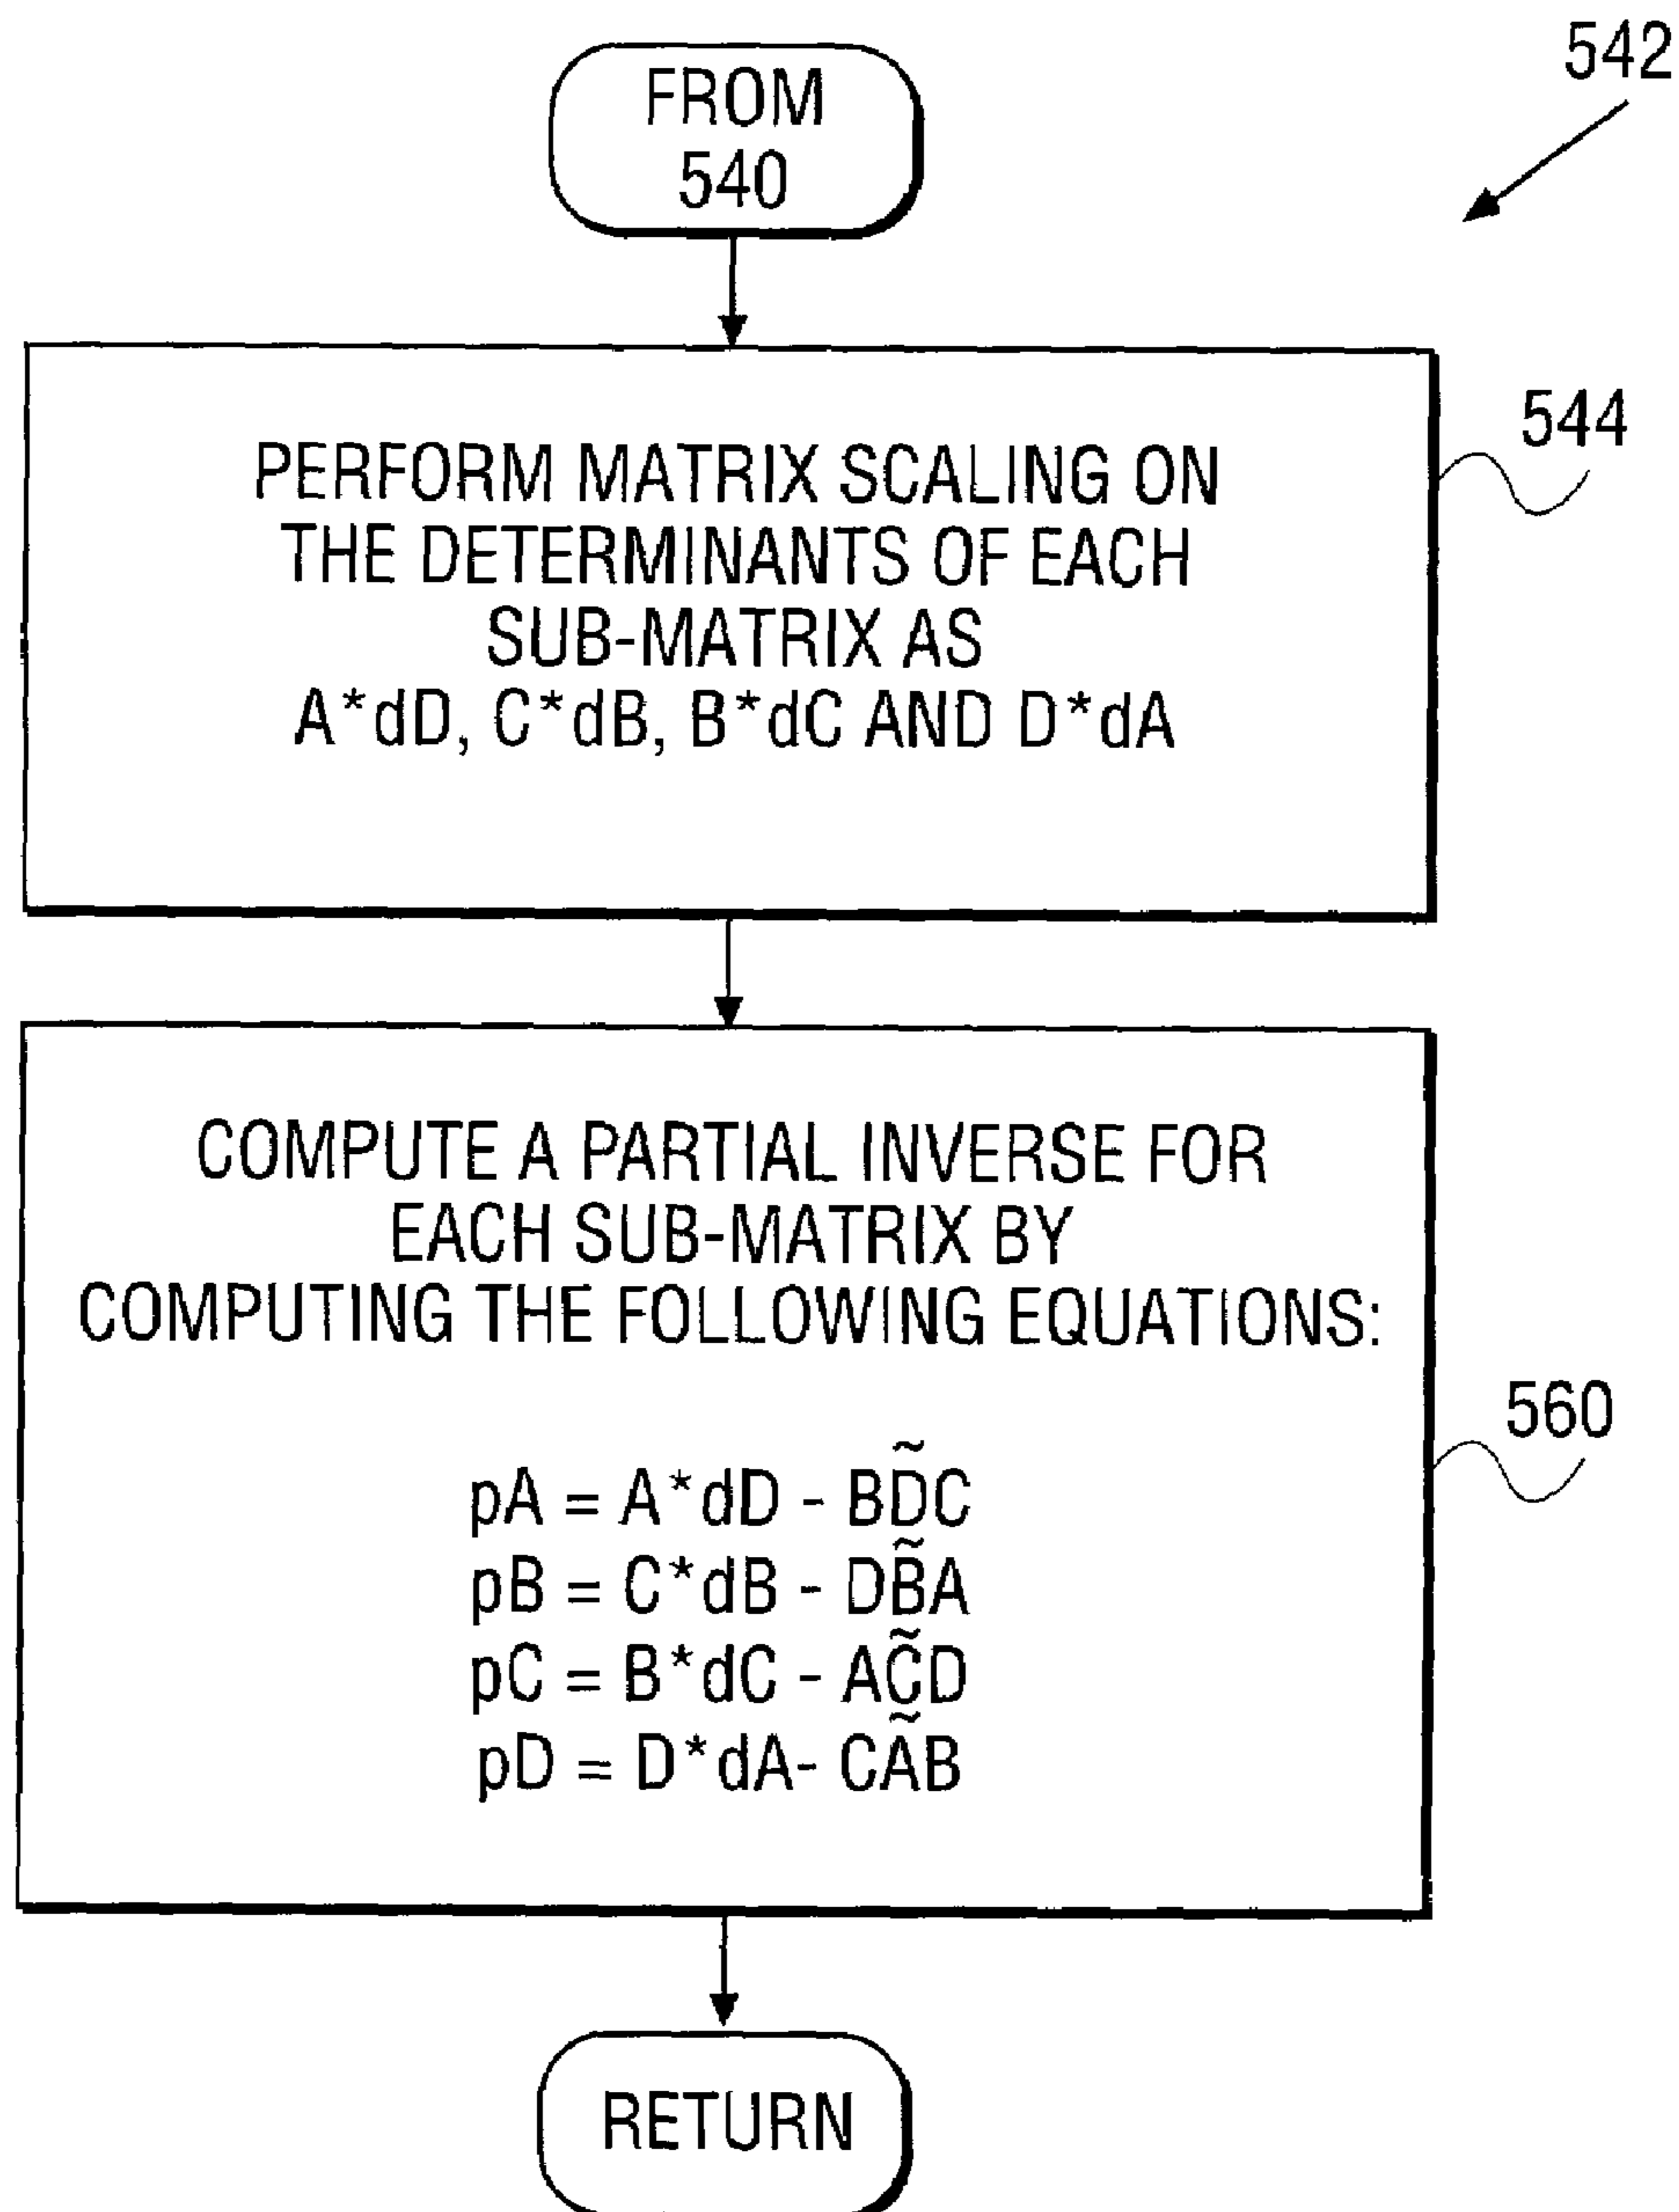 542
FROM
540
544
PERFORM MATRIX SCALING ON
THE DETERMINANTS OF EACH
SUB-MATRIX AS
A*dD, C*dB, B*dC AND D*dA
COMPUTE A PARTIAL INVERSE FOR
EACH SUB-MATRIX BY
COMPUTING THE FOLLOWING EQUATIONS:
560
pA = A*dD - BD̃C
pB = C*dB - DB̃A
pC = B*dC - AC̃D
pD = D*dA- CÃB
RETURN